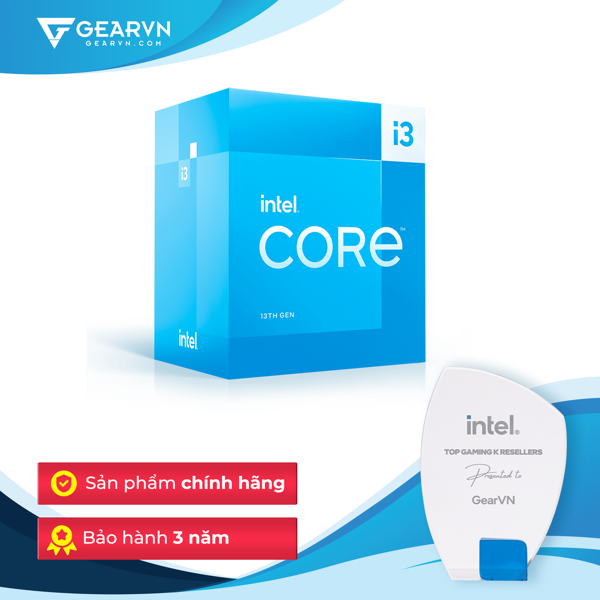 GEARVN
GEARVN.COM
i3
i3
intel.
CORe™
13TH GEN
intel.
intel®
TOP GAMING K RESELLERS
Presented to
GearVN
Sản phẩm chính hãng
Bảo hành 3 năm